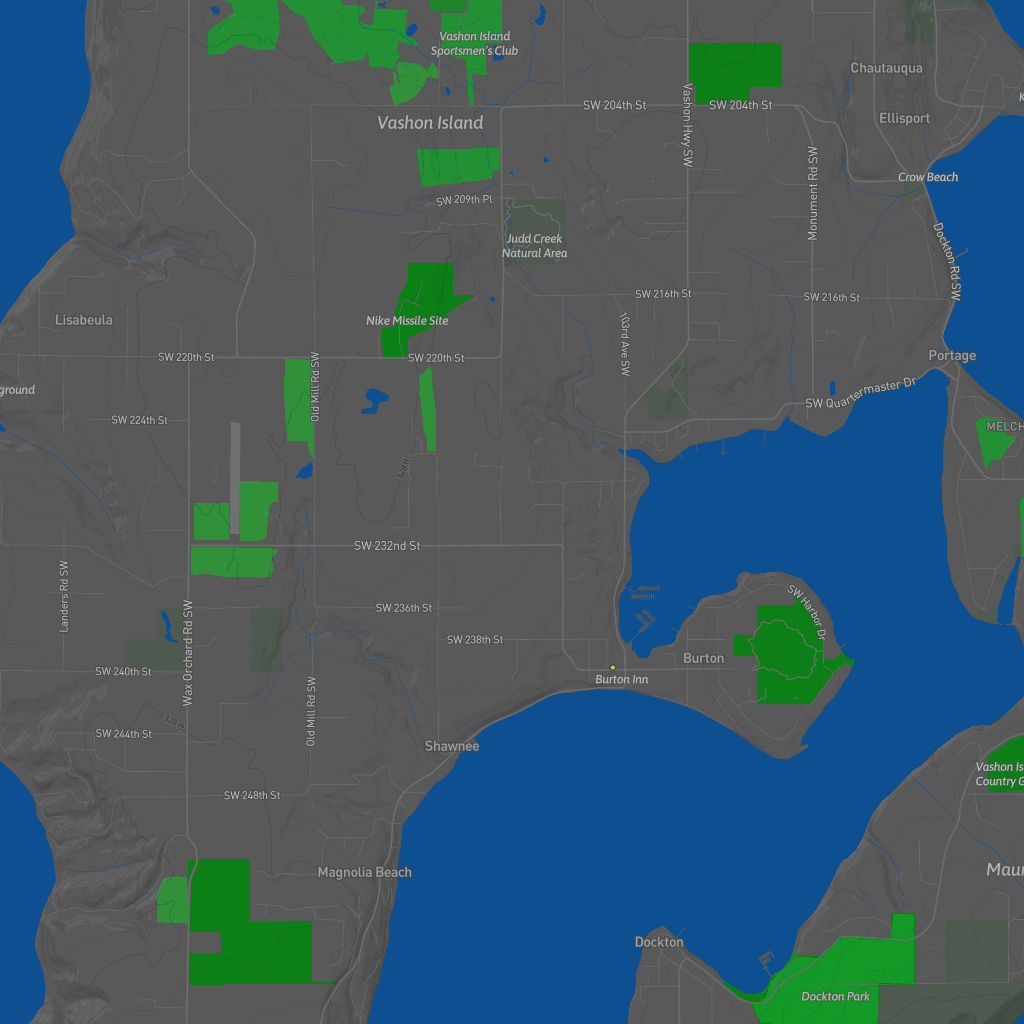 Vashon Island
Sportsmen's Club
Chautauqua
SW 204th St
SW 204th St
Ellisport
Vashon Island
Vashon Hwy SW
Monument Rd SW
Crow Beach
SW 209th Pl
Judd Creek
Natural Area
Dockton Rd SW
SW 216th St
SW 216th St
Lisabeula
Nike Missile Site
103rd Ave SW
SW 220th St
SW 220th St
Old Mill Rd SW
Portage
ground
SW Quartermaster Dr
SW 224th St
MELCH
328 ft
SW 232nd St
Landers Rd SW
SW 236th St
SW Harbor Dr
SW 238th St
Wax Orchard Rd SW
Burton
SW 240th St
Burton Inn
Old Mill Rd SW
328 ft
SW 244th St
Shawnee
Vashon Is
Country G
SW 248th St
Magnolia Beach
Maur
Dockton
Dockton Park